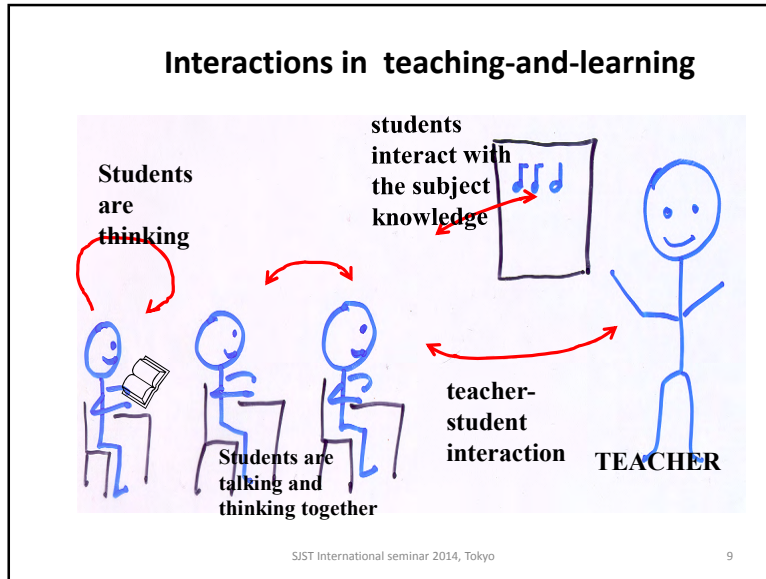 Interactions in  teaching-and-learning
Students
are
thinking
students
interact with
the subject
knowledge
teacher-
student
interaction
TEACHER
Students are
talking and
thinking together
SJST International seminar 2014, Tokyo
9